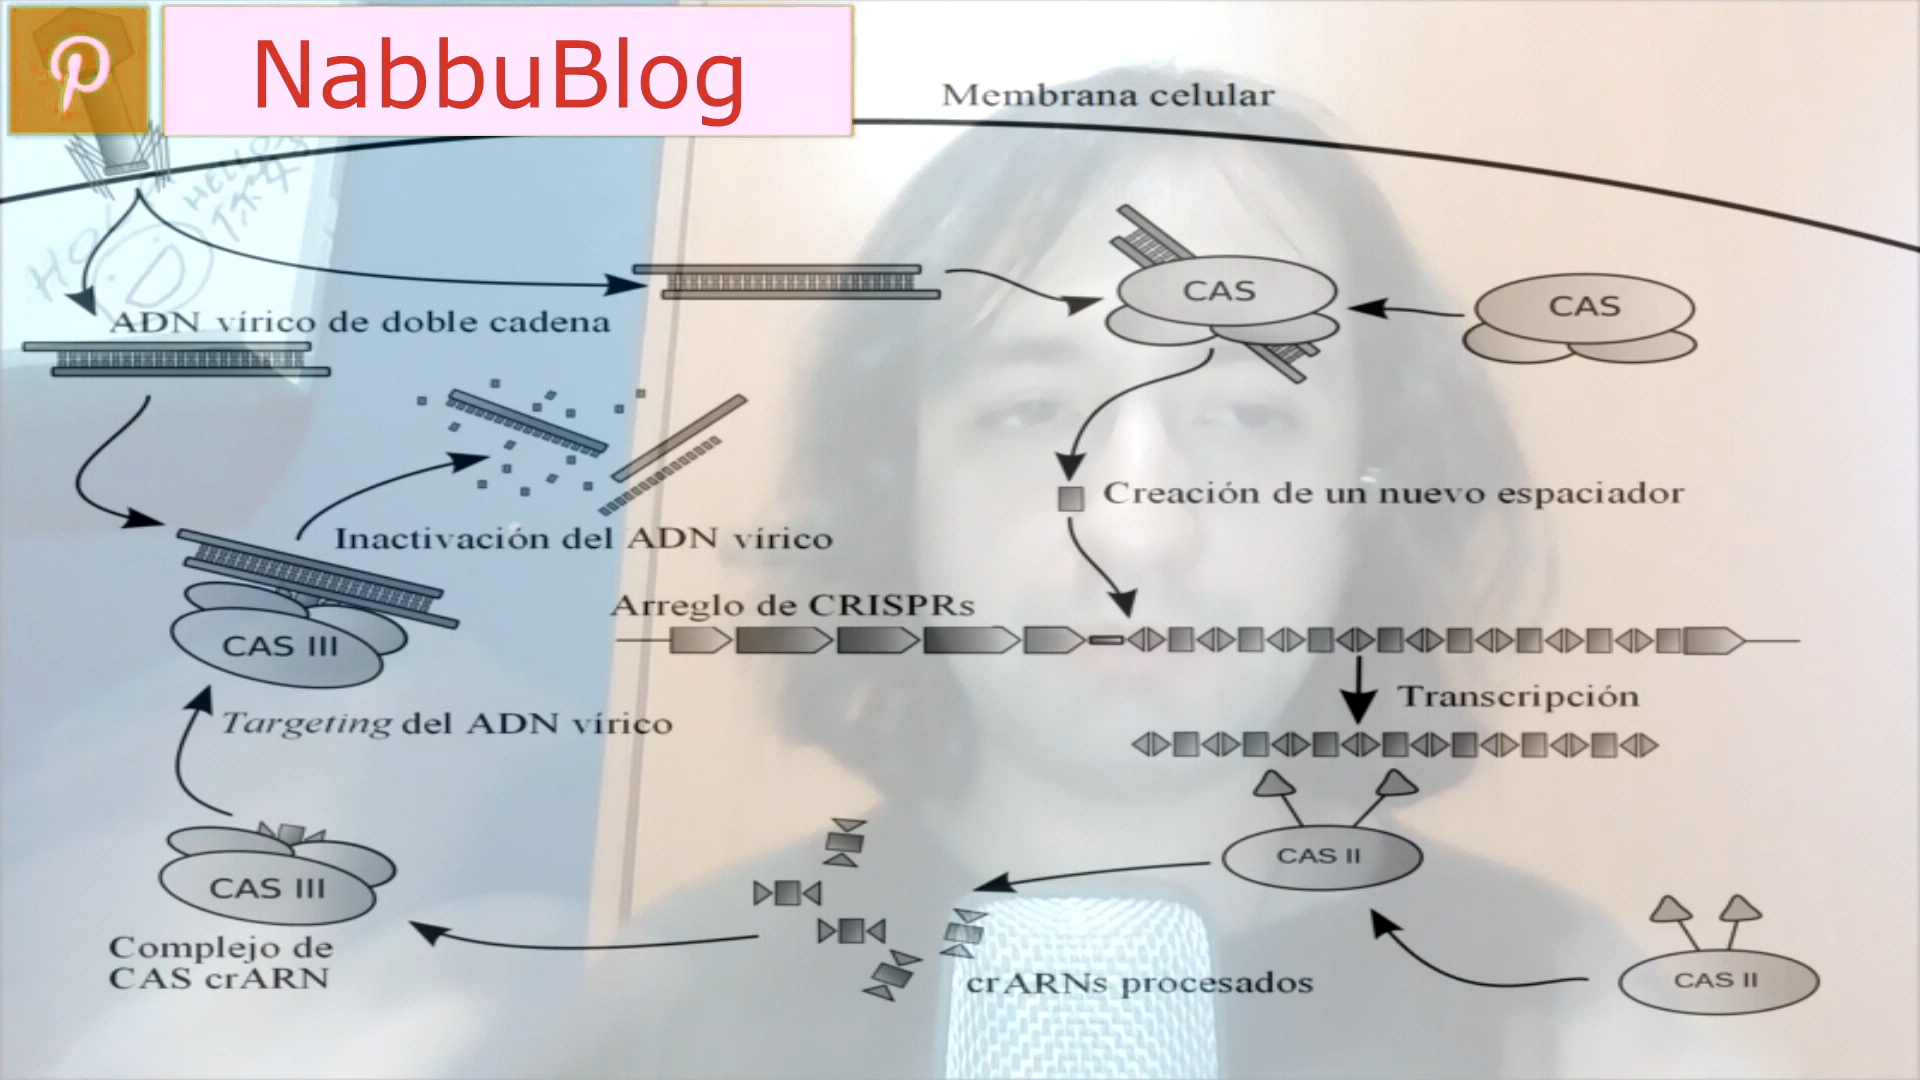 NabbuBlog
Membrana celular
CAS
CAS
ADN vírico de doble cadena
Creación de un nuevo espaciador
Inactivación del ADN vírico
Arreglo de CRISPRs
CAS III
Transcripción
Targeting del ADN vírico
CAS II
CAS III
Complejo de
CAS crARN
crARNs procesados
CAS II